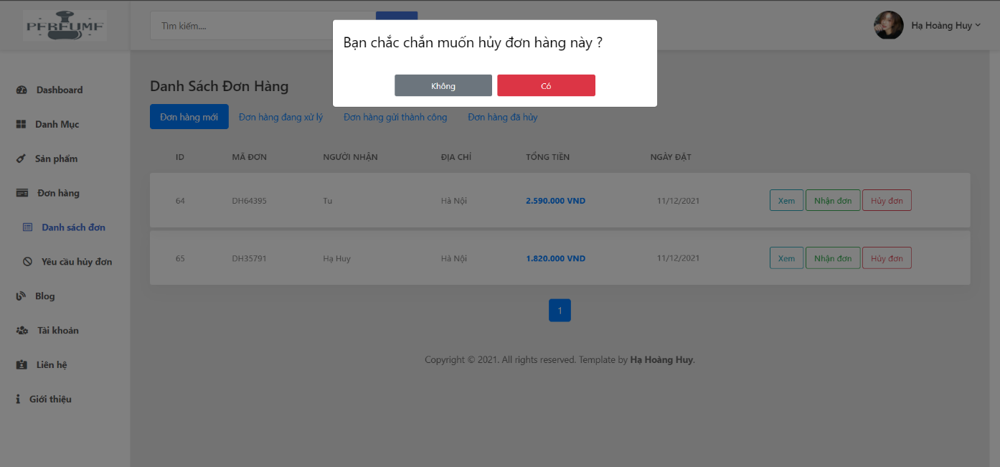 PERFUME
Tìm kiếm....
Hạ Hoàng Huy
Bạn chắc chắn muốn hủy đơn hàng này ?
Không
Có
Dashboard
Danh Mục
Sản phẩm
Đơn hàng
Danh sách đơn
Yêu cầu hủy đơn
Blog
Tài khoản
Liên hệ
Giới thiệu
Danh Sách Đơn Hàng
Đơn hàng mới Đơn hàng đang xử lý Đơn hàng gửi thành công Đơn hàng đã hủy
ID MÃ ĐƠN NGƯỜI NHẬN ĐỊA CHỈ TỔNG TIỀN NGÀY ĐẶT
64 DH64395 Tu Hà Nội 2.590.000 VND 11/12/2021 Xem Nhận đơn Hủy đơn
65 DH35791 Hạ Huy Hà Nội 1.820.000 VND 11/12/2021 Xem Nhận đơn Hủy đơn
1
Copyright © 2021. All rights reserved. Template by Hạ Hoàng Huy.